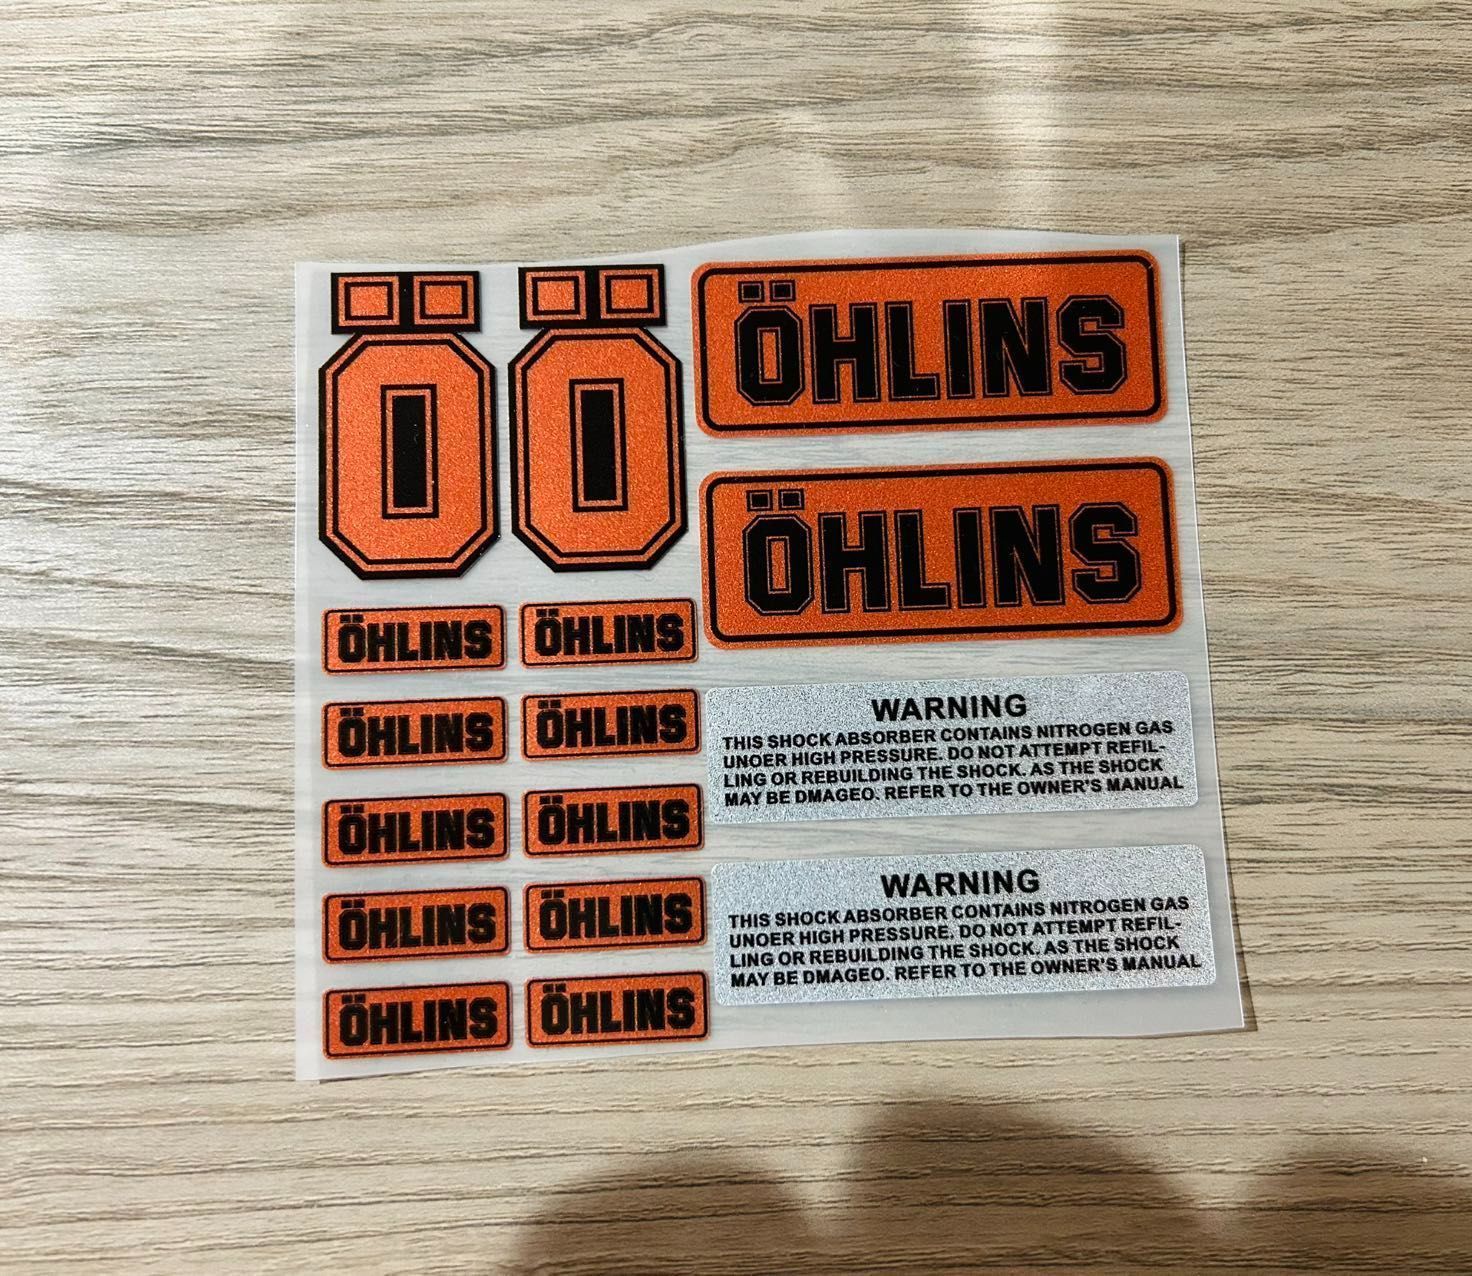 Ö Ö
ÖHLINS
ÖHLINS
ÖHLINS ÖHLINS
ÖHLINS ÖHLINS
ÖHLINS ÖHLINS
ÖHLINS ÖHLINS
ÖHLINS ÖHLINS
WARNING
THIS SHOCK ABSORBER CONTAINS NITROGEN GAS
UNOER HIGH PRESSURE. DO NOT ATTEMPT REFIL-
LING OR REBUILDING THE SHOCK. AS THE SHOCK
MAY BE DMAGEO. REFER TO THE OWNER'S MANUAL
WARNING
THIS SHOCK ABSORBER CONTAINS NITROGEN GAS
UNOER HIGH PRESSURE. DO NOT ATTEMPT REFIL-
LING OR REBUILDING THE SHOCK. AS THE SHOCK
MAY BE DMAGEO. REFER TO THE OWNER'S MANUAL